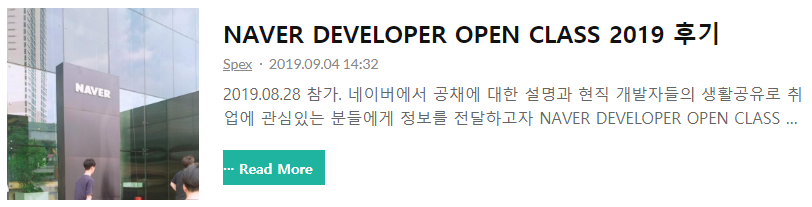 NAVER DEVELOPER OPEN CLASS 2019 후기
Spex · 2019.09.04 14:32
NAVER
2019.08.28 참가. 네이버에서 공채에 대한 설명과 현직 개발자들의 생활공유로 취
업에 관심있는 분들에게 정보를 전달하고자 NAVER DEVELOPER OPEN CLASS ...
··· Read More